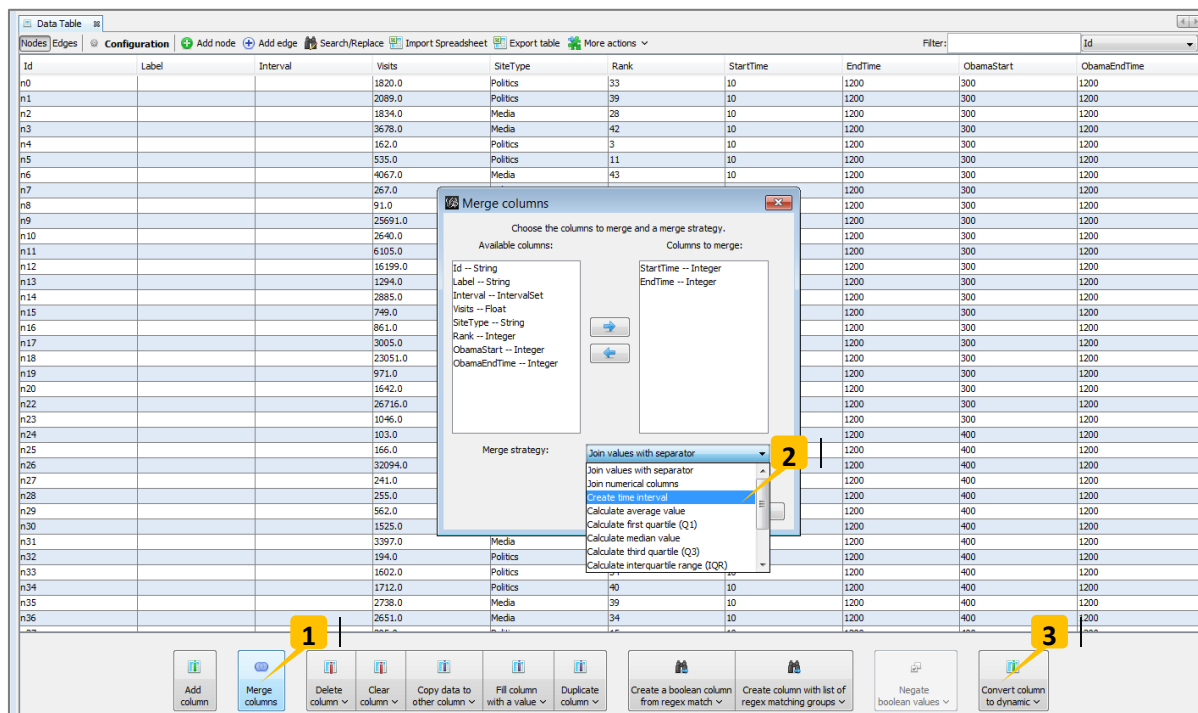 Data Table
Nodes Edges Configuration Add node Add edge Search/Replace Import Spreadsheet Export table More actions Filter: Id
Id Label Interval Visits SiteType Rank StartTime EndTime ObamaStart ObamaEndTime
n0 1820.0 Politics 33 10 1200 300 1200
n1 2089.0 Politics 39 10 1200 300 1200
n2 1834.0 Media 28 10 1200 300 1200
n3 3678.0 Media 42 10 1200 300 1200
n4 162.0 Politics 3 10 1200 300 1200
n5 535.0 Politics 11 10 1200 300 1200
n6 4067.0 Media 43 10 1200 300 1200
n7 267.0 1200 300 1200
n8 91.0 1200 300 1200
n9 25691.0 1200 300 1200
n10 2640.0 1200 300 1200
n11 6105.0 1200 300 1200
n12 16199.0 1200 300 1200
n13 1294.0 1200 300 1200
n14 2885.0 1200 300 1200
n15 749.0 1200 300 1200
n16 861.0 1200 300 1200
n17 3005.0 1200 300 1200
n18 23051.0 1200 300 1200
n19 971.0 1200 300 1200
n20 1642.0 1200 300 1200
n22 26716.0 1200 300 1200
n23 1046.0 1200 300 1200
n24 103.0 1200 400 1200
n25 166.0 1200 400 1200
n26 32094.0 1200 400 1200
n27 241.0 1200 400 1200
n28 255.0 1200 400 1200
n29 562.0 1200 400 1200
n30 1525.0 1200 400 1200
n31 3397.0 Media 1200 400 1200
n32 194.0 Politics 1200 400 1200
n33 1602.0 Politics 1200 400 1200
n34 1712.0 Politics 40 10 1200 400 1200
n35 2738.0 Media 39 10 1200 400 1200
n36 2651.0 Media 34 10 1200 400 1200
Merge columns
Choose the columns to merge and a merge strategy.
Available columns:
Id -- String
Label -- String
Interval -- IntervalSet
Visits -- Float
SiteType -- String
Rank -- Integer
ObamaStart -- Integer
ObamaEndTime -- Integer
Columns to merge:
StartTime -- Integer
EndTime -- Integer
Merge strategy:
Join values with separator
2
Join values with separator
Join numerical columns
Create time interval
Calculate average value
Calculate first quartile (Q1)
Calculate median value
Calculate third quartile (Q3)
Calculate interquartile range (IQR)
1
3
Add
column
Merge
columns
Delete
column
Clear
column
Copy data to
other column
Fill column
with a value
Duplicate
column
Create a boolean column
from regex match
Create column with list of
regex matching groups
Negate
boolean values
Convert column
to dynamic